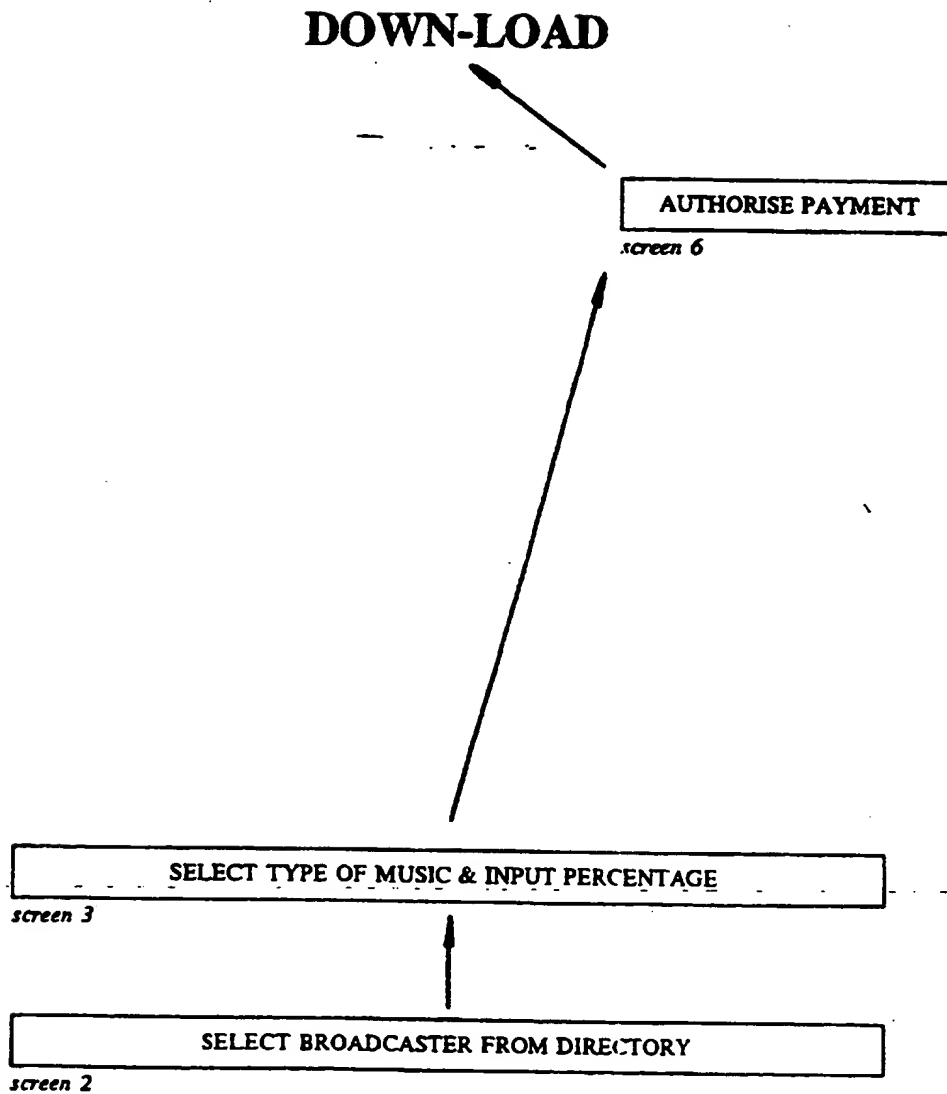 DOWN-LOAD
AUTHORISE PAYMENT
screen 6
SELECT TYPE OF MUSIC & INPUT PERCENTAGE
screen 3
SELECT BROADCASTER FROM DIRECTORY
screen 2